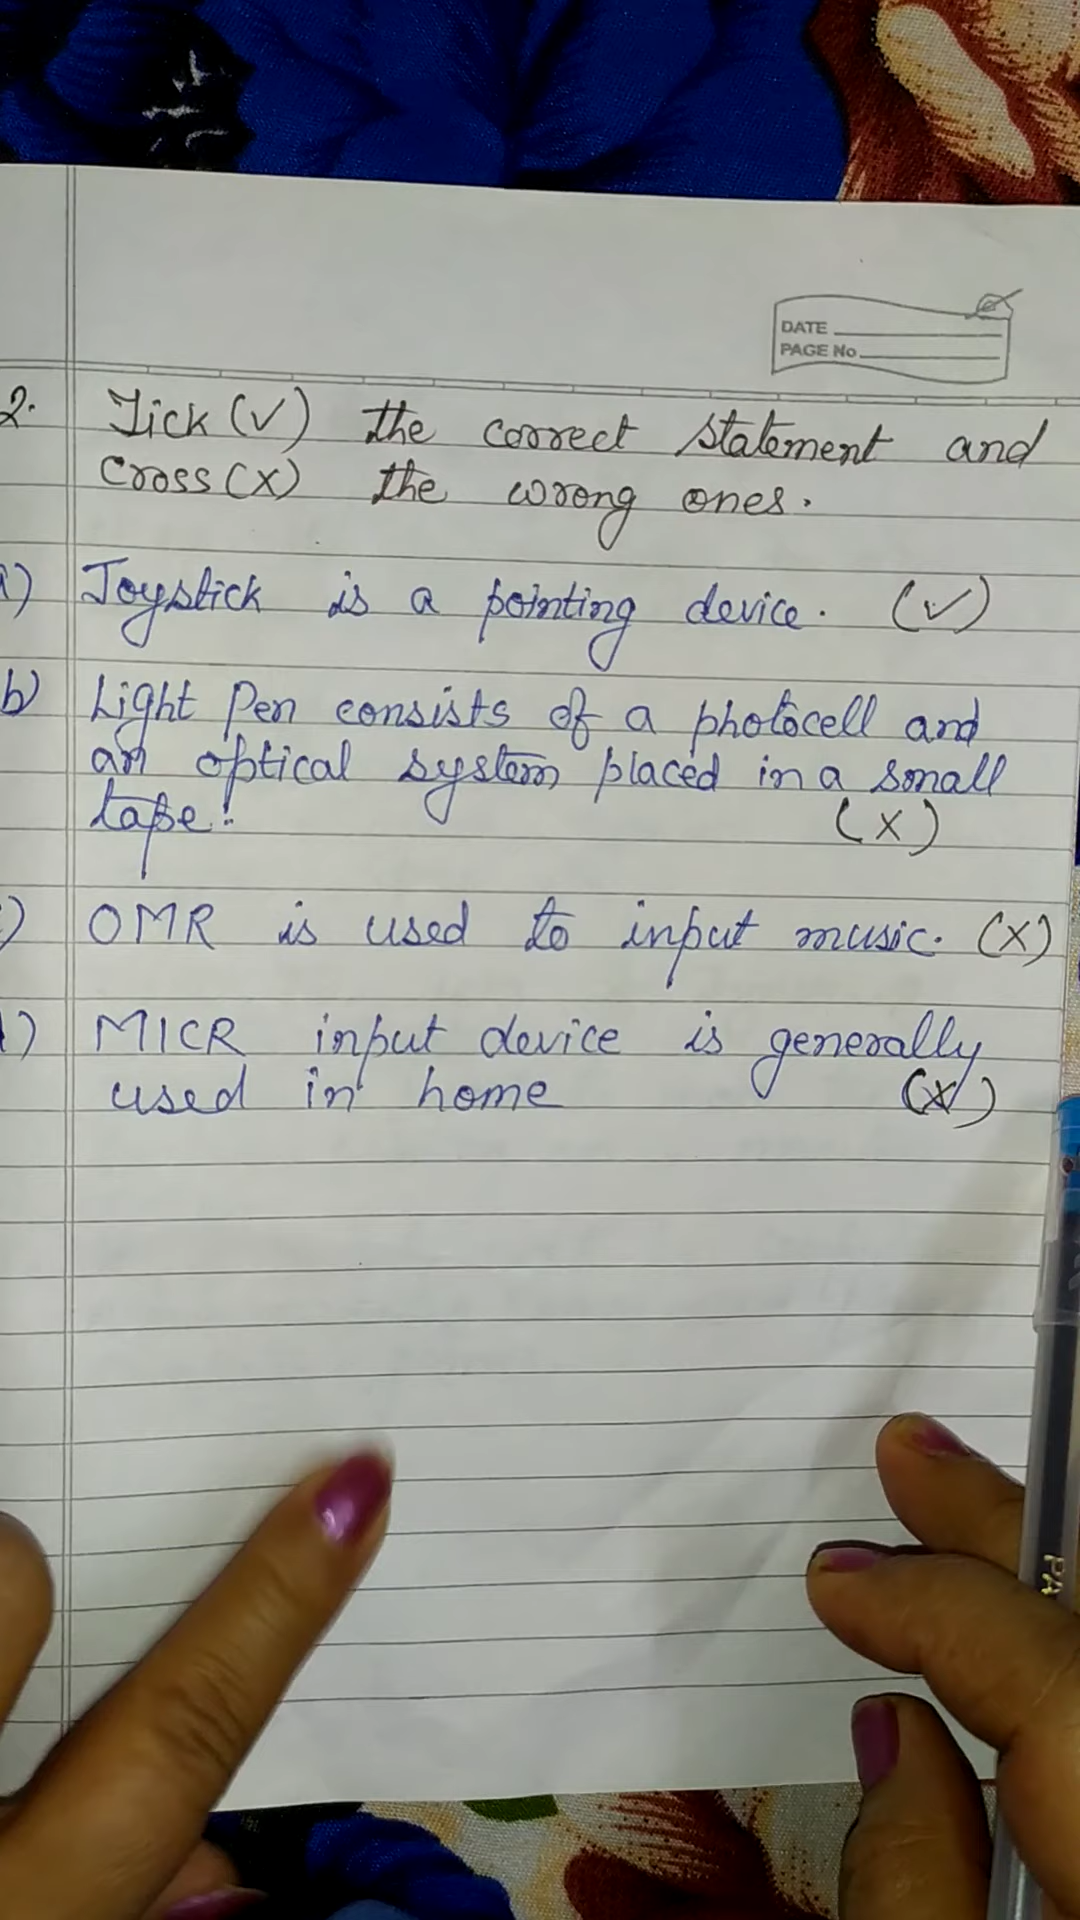 DATE
PAGE No
2. Tick (✓) the correct statement and
Cross (X) the wrong ones.
) Joystick is a pointing device. (✓)
b) Light Pen consists of a photocell and
an optical system placed in a small
tape. (X)
) OMR is used to input music. (X)
) MICR input device is generally
used in home (X)
PA